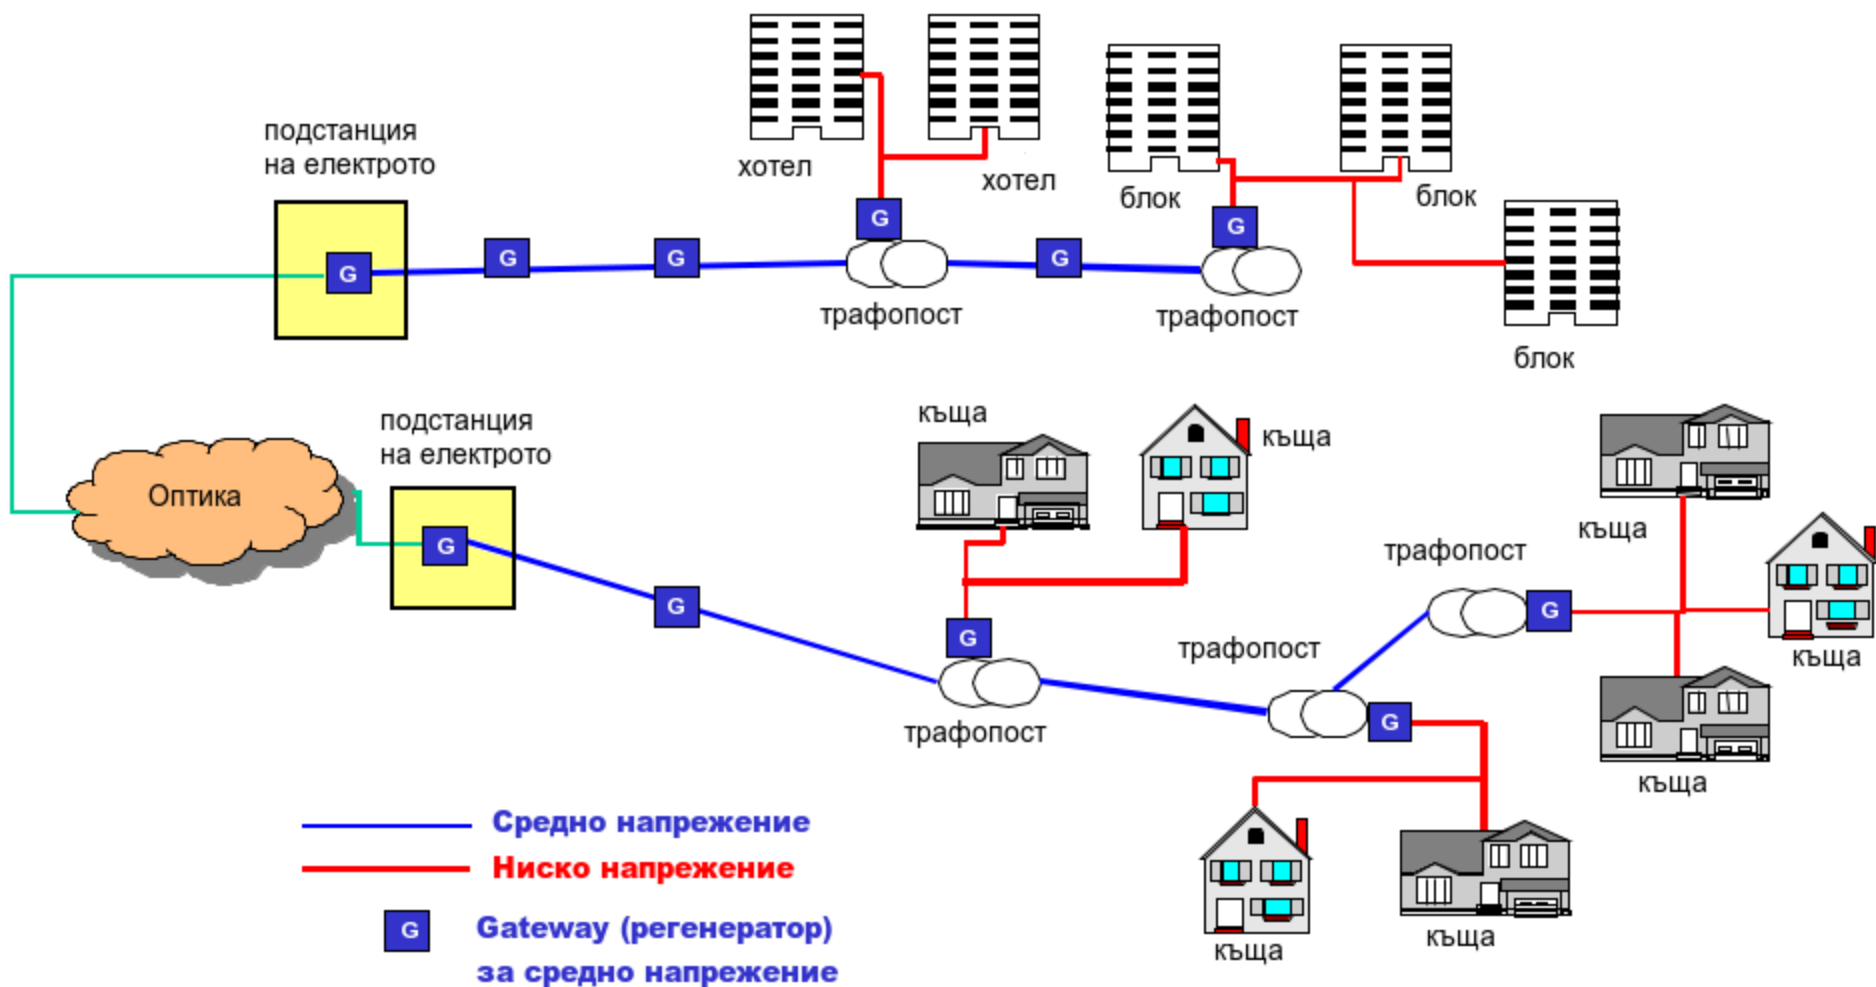 подстанция
на електрото
хотел
хотел
блок
блок
блок
G
G
G
G
G
G
трафопост
трафопост
Оптика
подстанция
на електрото
G
G
къща
къща
G
трафопост
трафопост
G
трафопост
G
къща
къща
къща
къща
къща
Средно напрежение
Ниско напрежение
G
Gateway (регенератор)
за средно напрежение